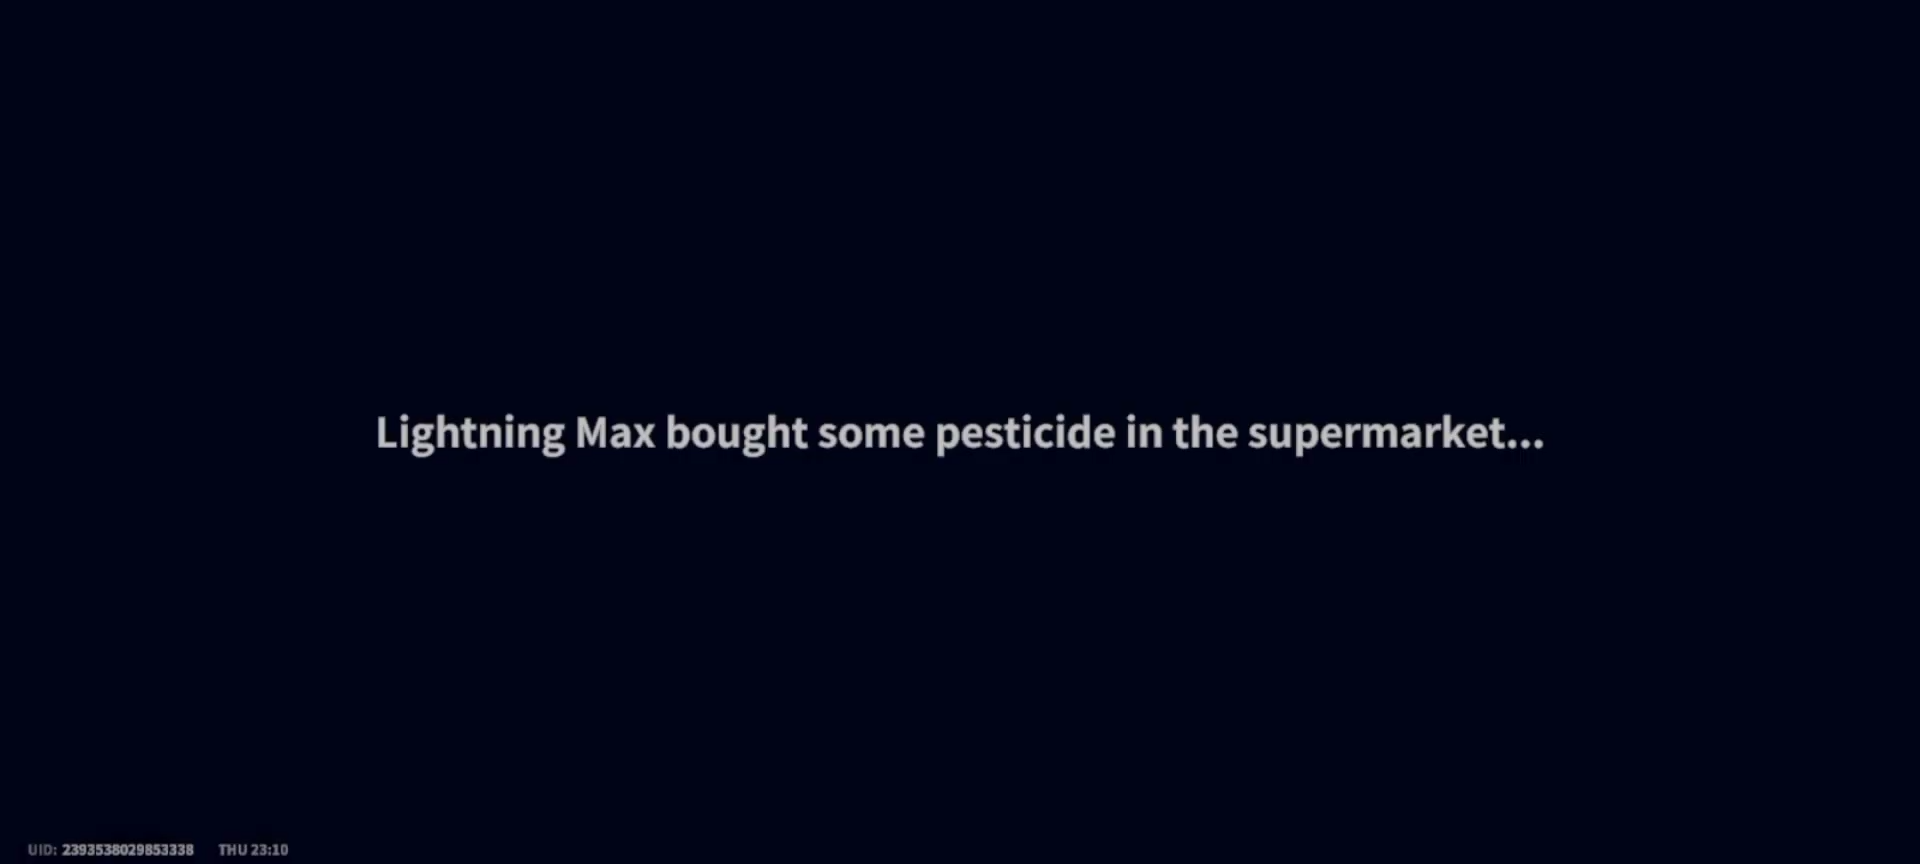 Lightning Max bought some pesticide in the supermarket...
UID: 2393538029853338 THU 23:10